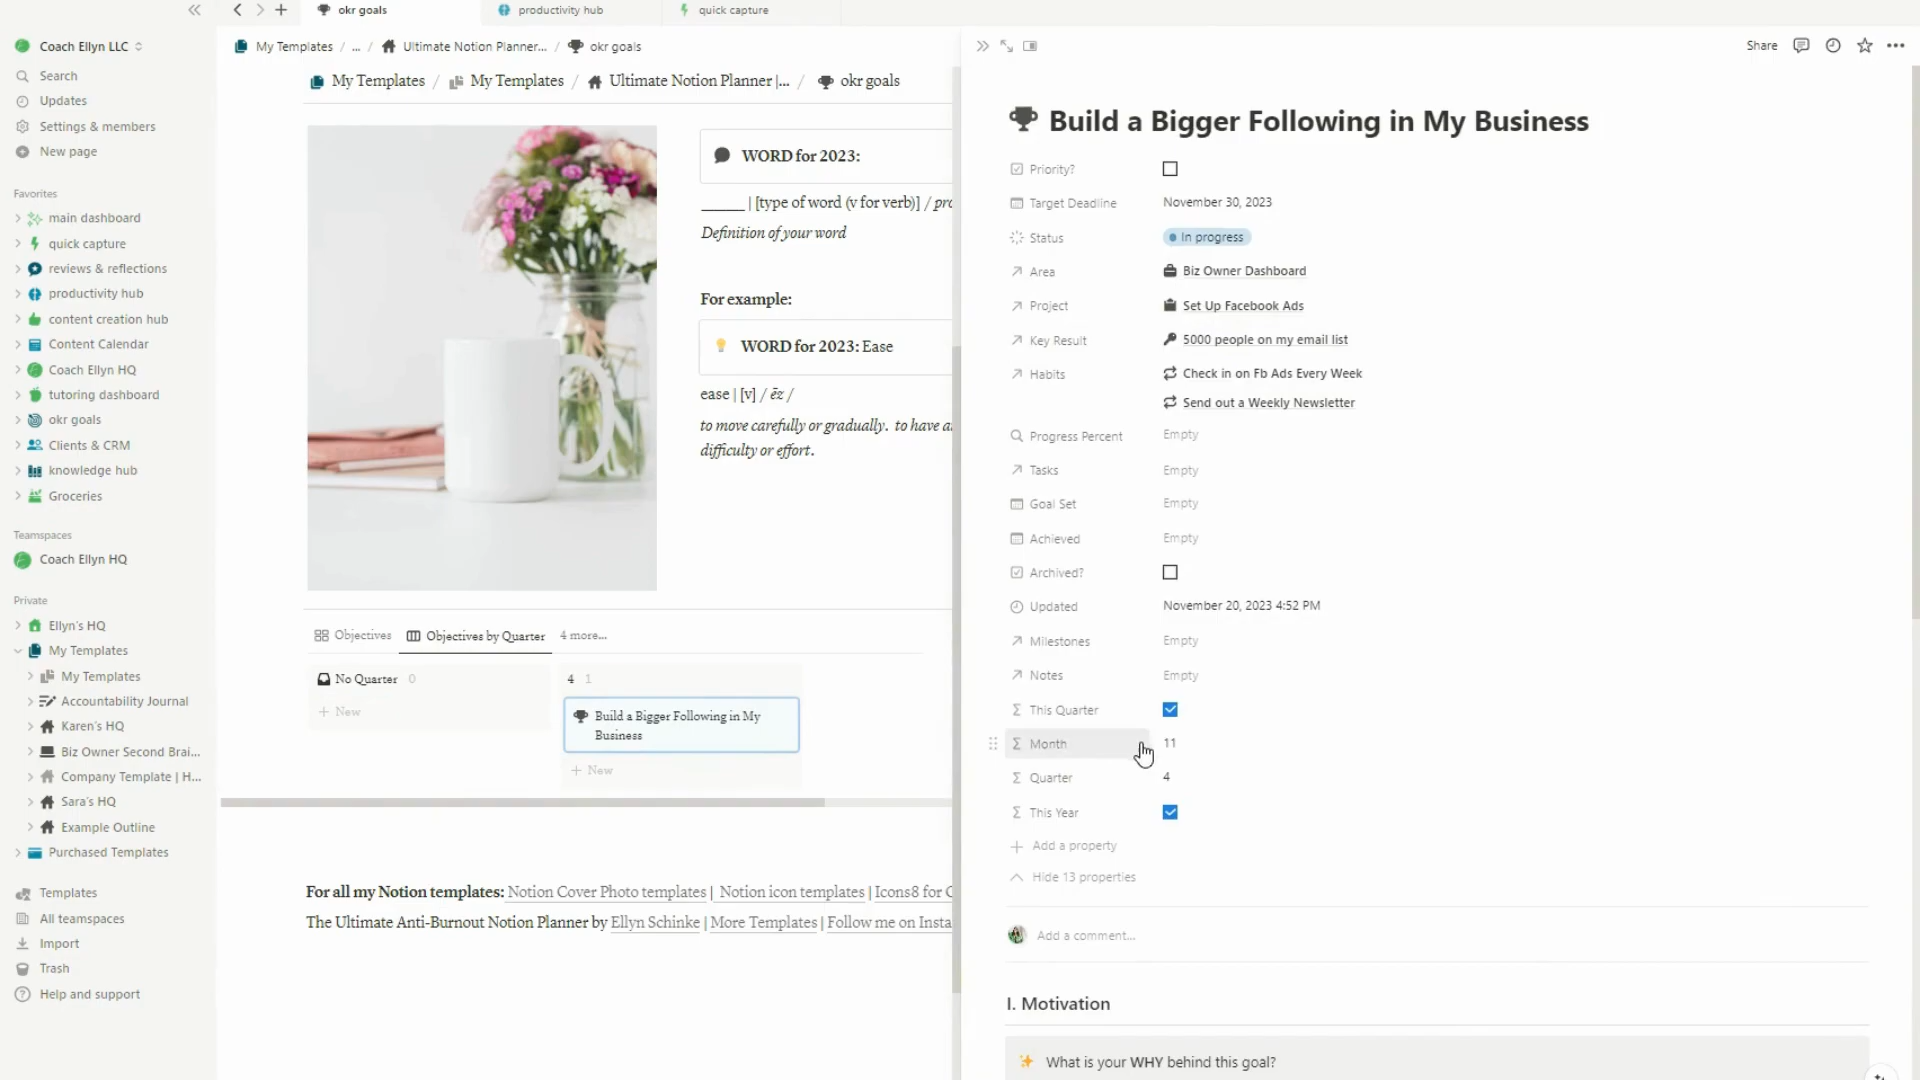 okr goals
productivity hub
quick capture
Coach Ellyn LLC
Search
Updates
Settings & members
New page
Favorites
main dashboard
quick capture
reviews & reflections
productivity hub
content creation hub
Content Calendar
Coach Ellyn HQ
tutoring dashboard
okr goals
Clients & CRM
knowledge hub
Groceries
Teamspaces
Coach Ellyn HQ
Private
Ellyn's HQ
My Templates
My Templates
Accountability Journal
Karen's HQ
Biz Owner Second Brai...
Company Template | H...
Sara's HQ
Example Outline
Purchased Templates
Templates
All teamspaces
Import
Trash
Help and support
My Templates / ... / Ultimate Notion Planner... / okr goals
My Templates / My Templates / Ultimate Notion Planner |... / okr goals
WORD for 2023:
______ | [type of word (v for verb)] / pro
Definition of your word
For example:
WORD for 2023: Ease
ease | [v] / ēz /
to move carefully or gradually. to have a
difficulty or effort.
Objectives
Objectives by Quarter
4 more...
No Quarter 0
+ New
4 1
Build a Bigger Following in My
Business
+ New
For all my Notion templates: Notion Cover Photo templates | Notion icon templates | Icons8 for C
The Ultimate Anti-Burnout Notion Planner by Ellyn Schinke | More Templates | Follow me on Insta
Share
Build a Bigger Following in My Business
Priority?
Target Deadline November 30, 2023
Status In progress
Area Biz Owner Dashboard
Project Set Up Facebook Ads
Key Result 5000 people on my email list
Habits Check in on Fb Ads Every Week
Send out a Weekly Newsletter
Progress Percent Empty
Tasks Empty
Goal Set Empty
Achieved Empty
Archived?
Updated November 20, 2023 4:52 PM
Milestones Empty
Notes Empty
This Quarter
Month 11
Quarter 4
This Year
Add a property
Hide 13 properties
Add a comment...
I. Motivation
What is your WHY behind this goal?